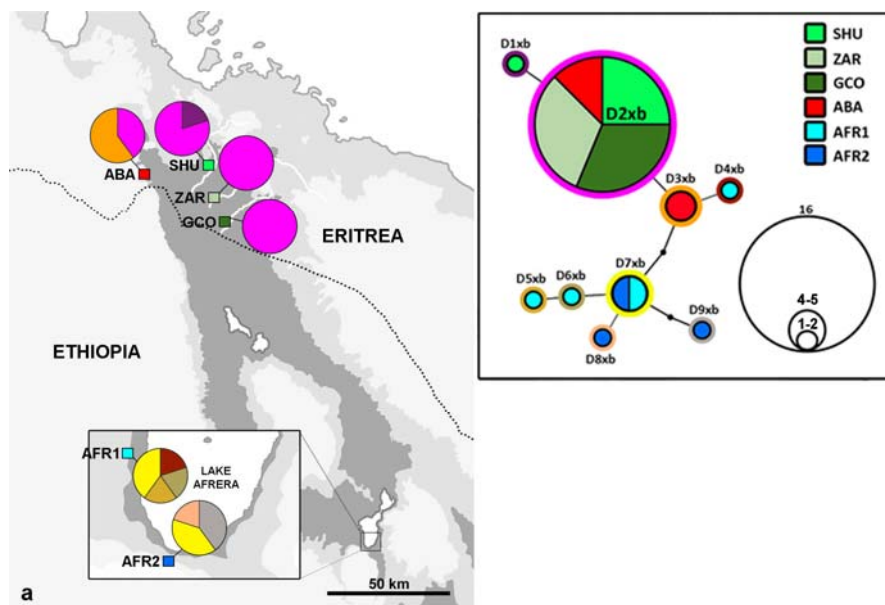 ABA
SHU
ZAR
GCO
ERITREA
ETHIOPIA
AFR1
LAKE
AFRERA
AFR2
a
50 km
D1xb
D2xb
D3xb
D4xb
D7xb
D5xb
D6xb
D9xb
D8xb
SHU
ZAR
GCO
ABA
AFR1
AFR2
16
4-5
1-2